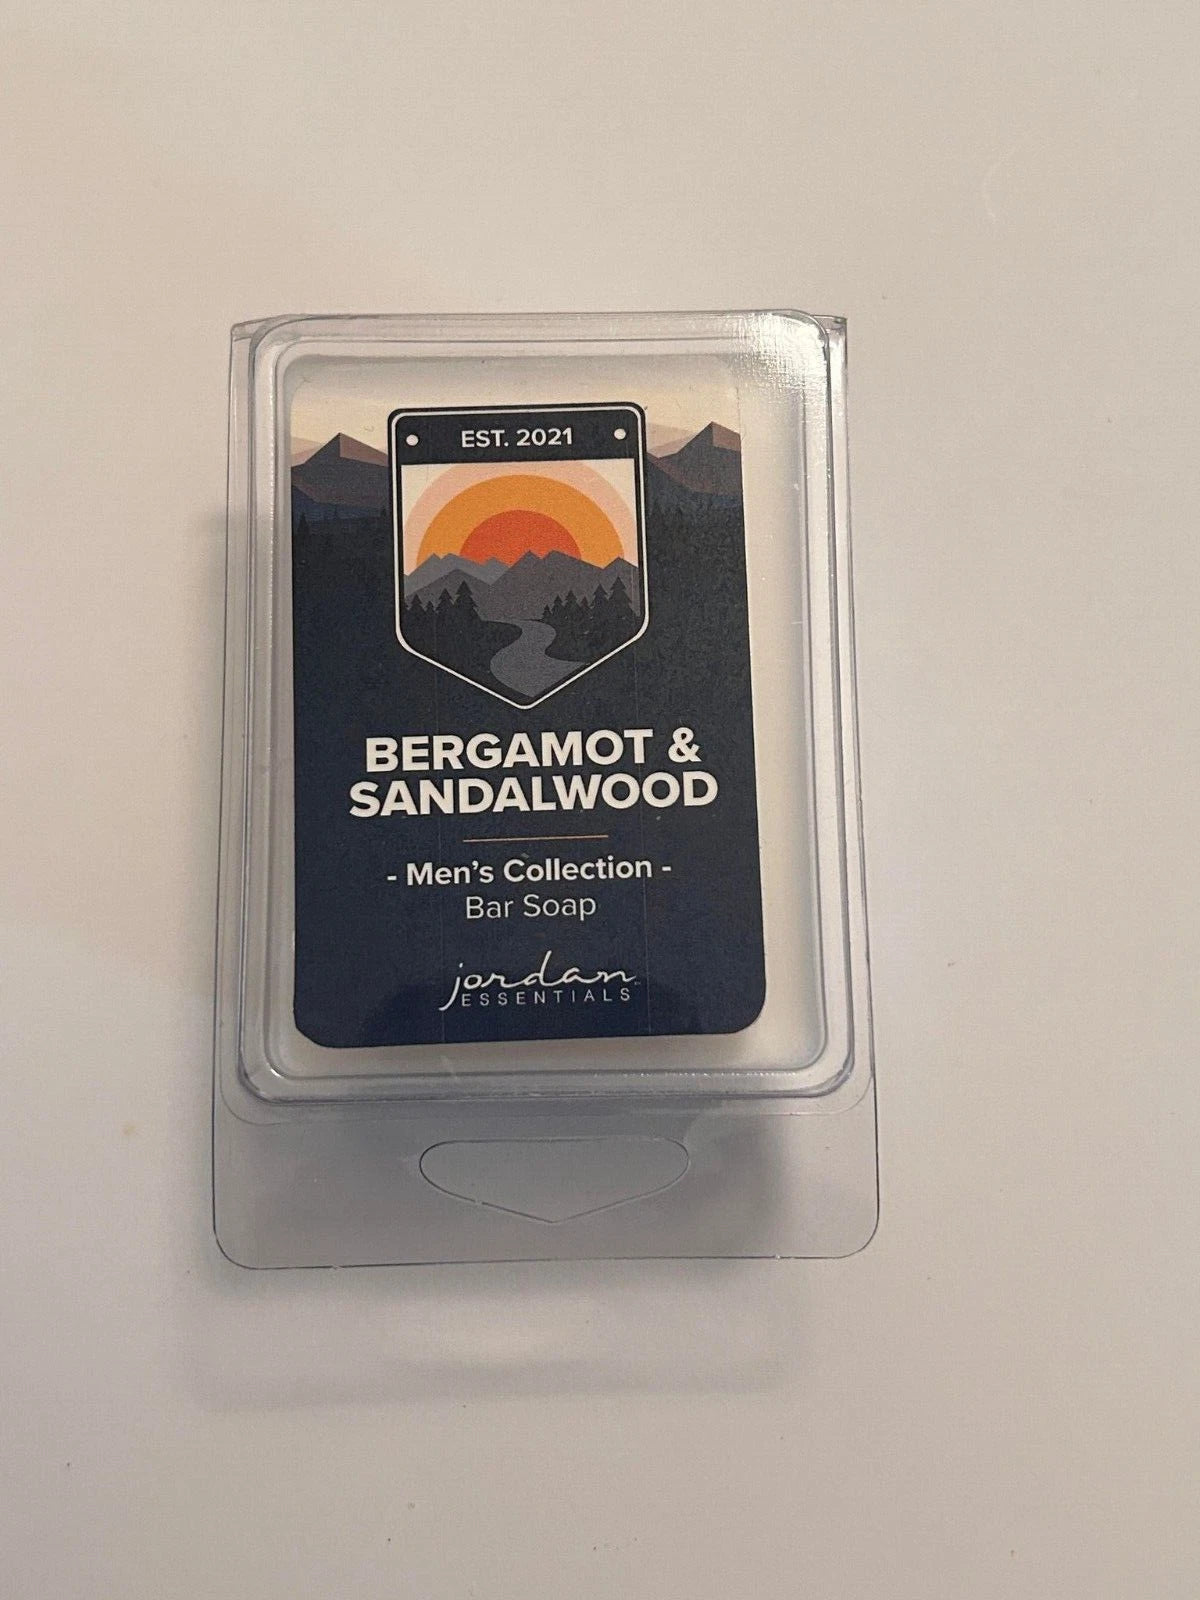 EST. 2021
BERGAMOT &
SANDALWOOD
- Men's Collection -
Bar Soap
jordan
ESSENTIALS